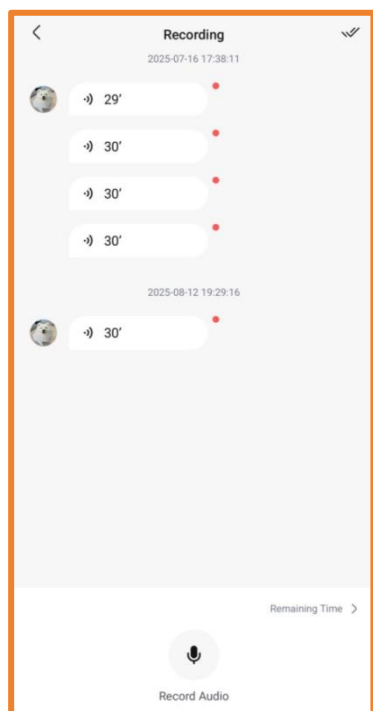 Recording
2025-07-16 17:38:11
29′
30′
30′
30′
2025-08-12 19:29:16
30′
Remaining Time
Record Audio